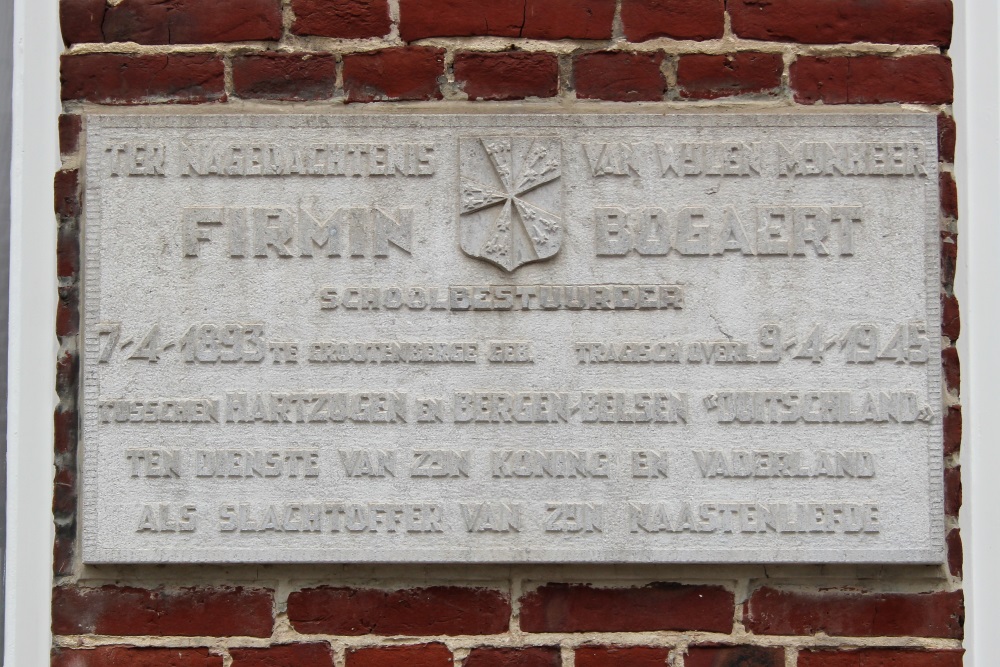 TER NAGEDACHTENIS VAN WIJLEN MIJNHEER
FIRMIN BOGAERT
SCHOOLBESTUURDER
7-4-1893 TE GROOTENBERGE GEB. TRAGISCH OVERL. 9-4-1945
TUSSCHEN HARTZUGEN EN BERGEN-BELSEN "DUITSCHLAND"
TEN DIENSTE VAN ZIJN KONING EN VADERLAND
ALS SLACHTOFFER VAN ZIJN NAASTENLIEFDE